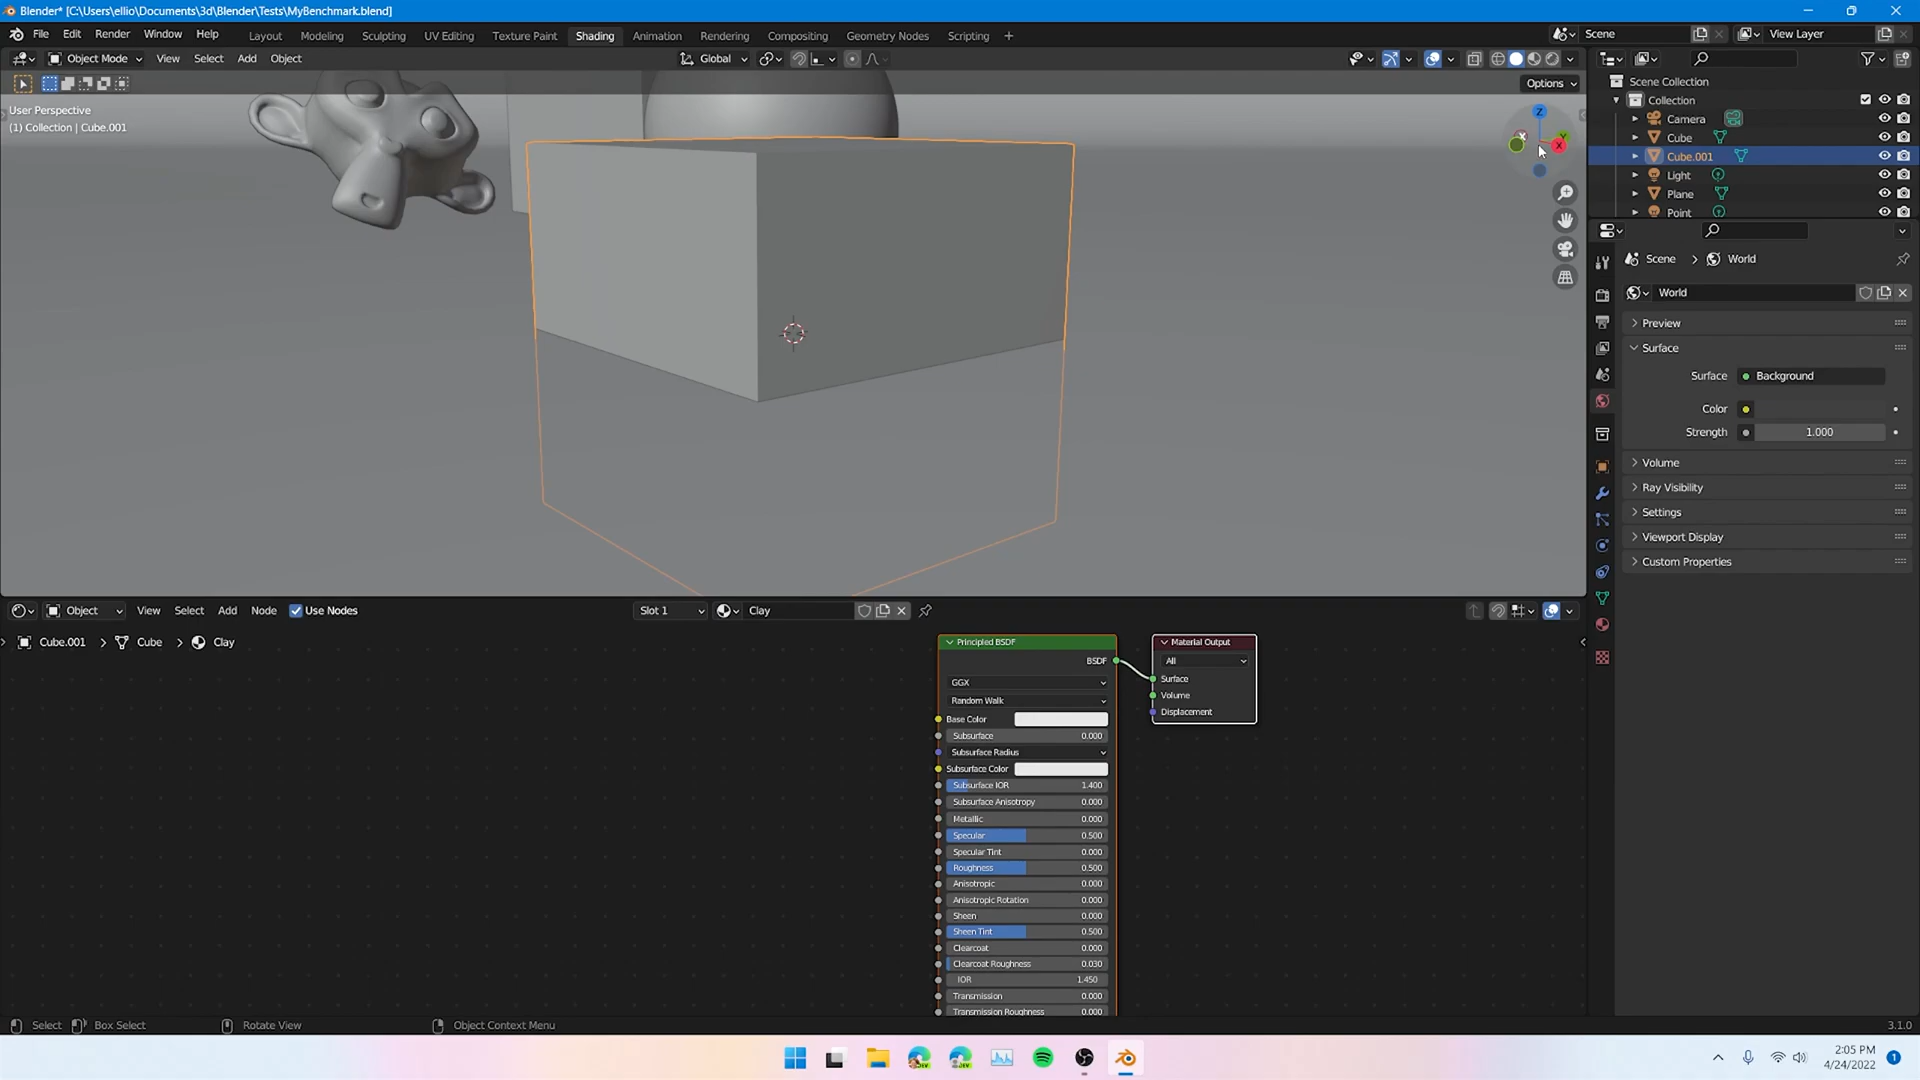 Blender* [C:\Users\ellio\Documents\3d\Blender\Tests\MyBenchmark.blend]
File Edit Render Window Help Layout Modeling Sculpting UV Editing Texture Paint Shading Animation Rendering Compositing Geometry Nodes Scripting + Scene View Layer
Object Mode View Select Add Object Global
Options
User Perspective
(1) Collection | Cube.001
Z
X
Y
X
Scene Collection
Collection
Camera
Cube
Cube.001
Light
Plane
Point
Scene > World
World
Preview
Surface
Surface Background
Color
Strength 1.000
Volume
Ray Visibility
Settings
Viewport Display
Custom Properties
Object View Select Add Node Use Nodes Slot 1 Clay
Cube.001 > Cube > Clay
Principled BSDF
BSDF
GGX
Random Walk
Base Color
Subsurface 0.000
Subsurface Radius
Subsurface Color
Subsurface IOR 1.400
Subsurface Anisotropy 0.000
Metallic 0.000
Specular 0.500
Specular Tint 0.000
Roughness 0.500
Anisotropic 0.000
Anisotropic Rotation 0.000
Sheen 0.000
Sheen Tint 0.500
Clearcoat 0.000
Clearcoat Roughness 0.030
IOR 1.450
Transmission 0.000
Transmission Roughness 0.000
Material Output
All
Surface
Volume
Displacement
Select Box Select Rotate View Object Context Menu 3.1.0
2:05 PM
4/24/2022
1